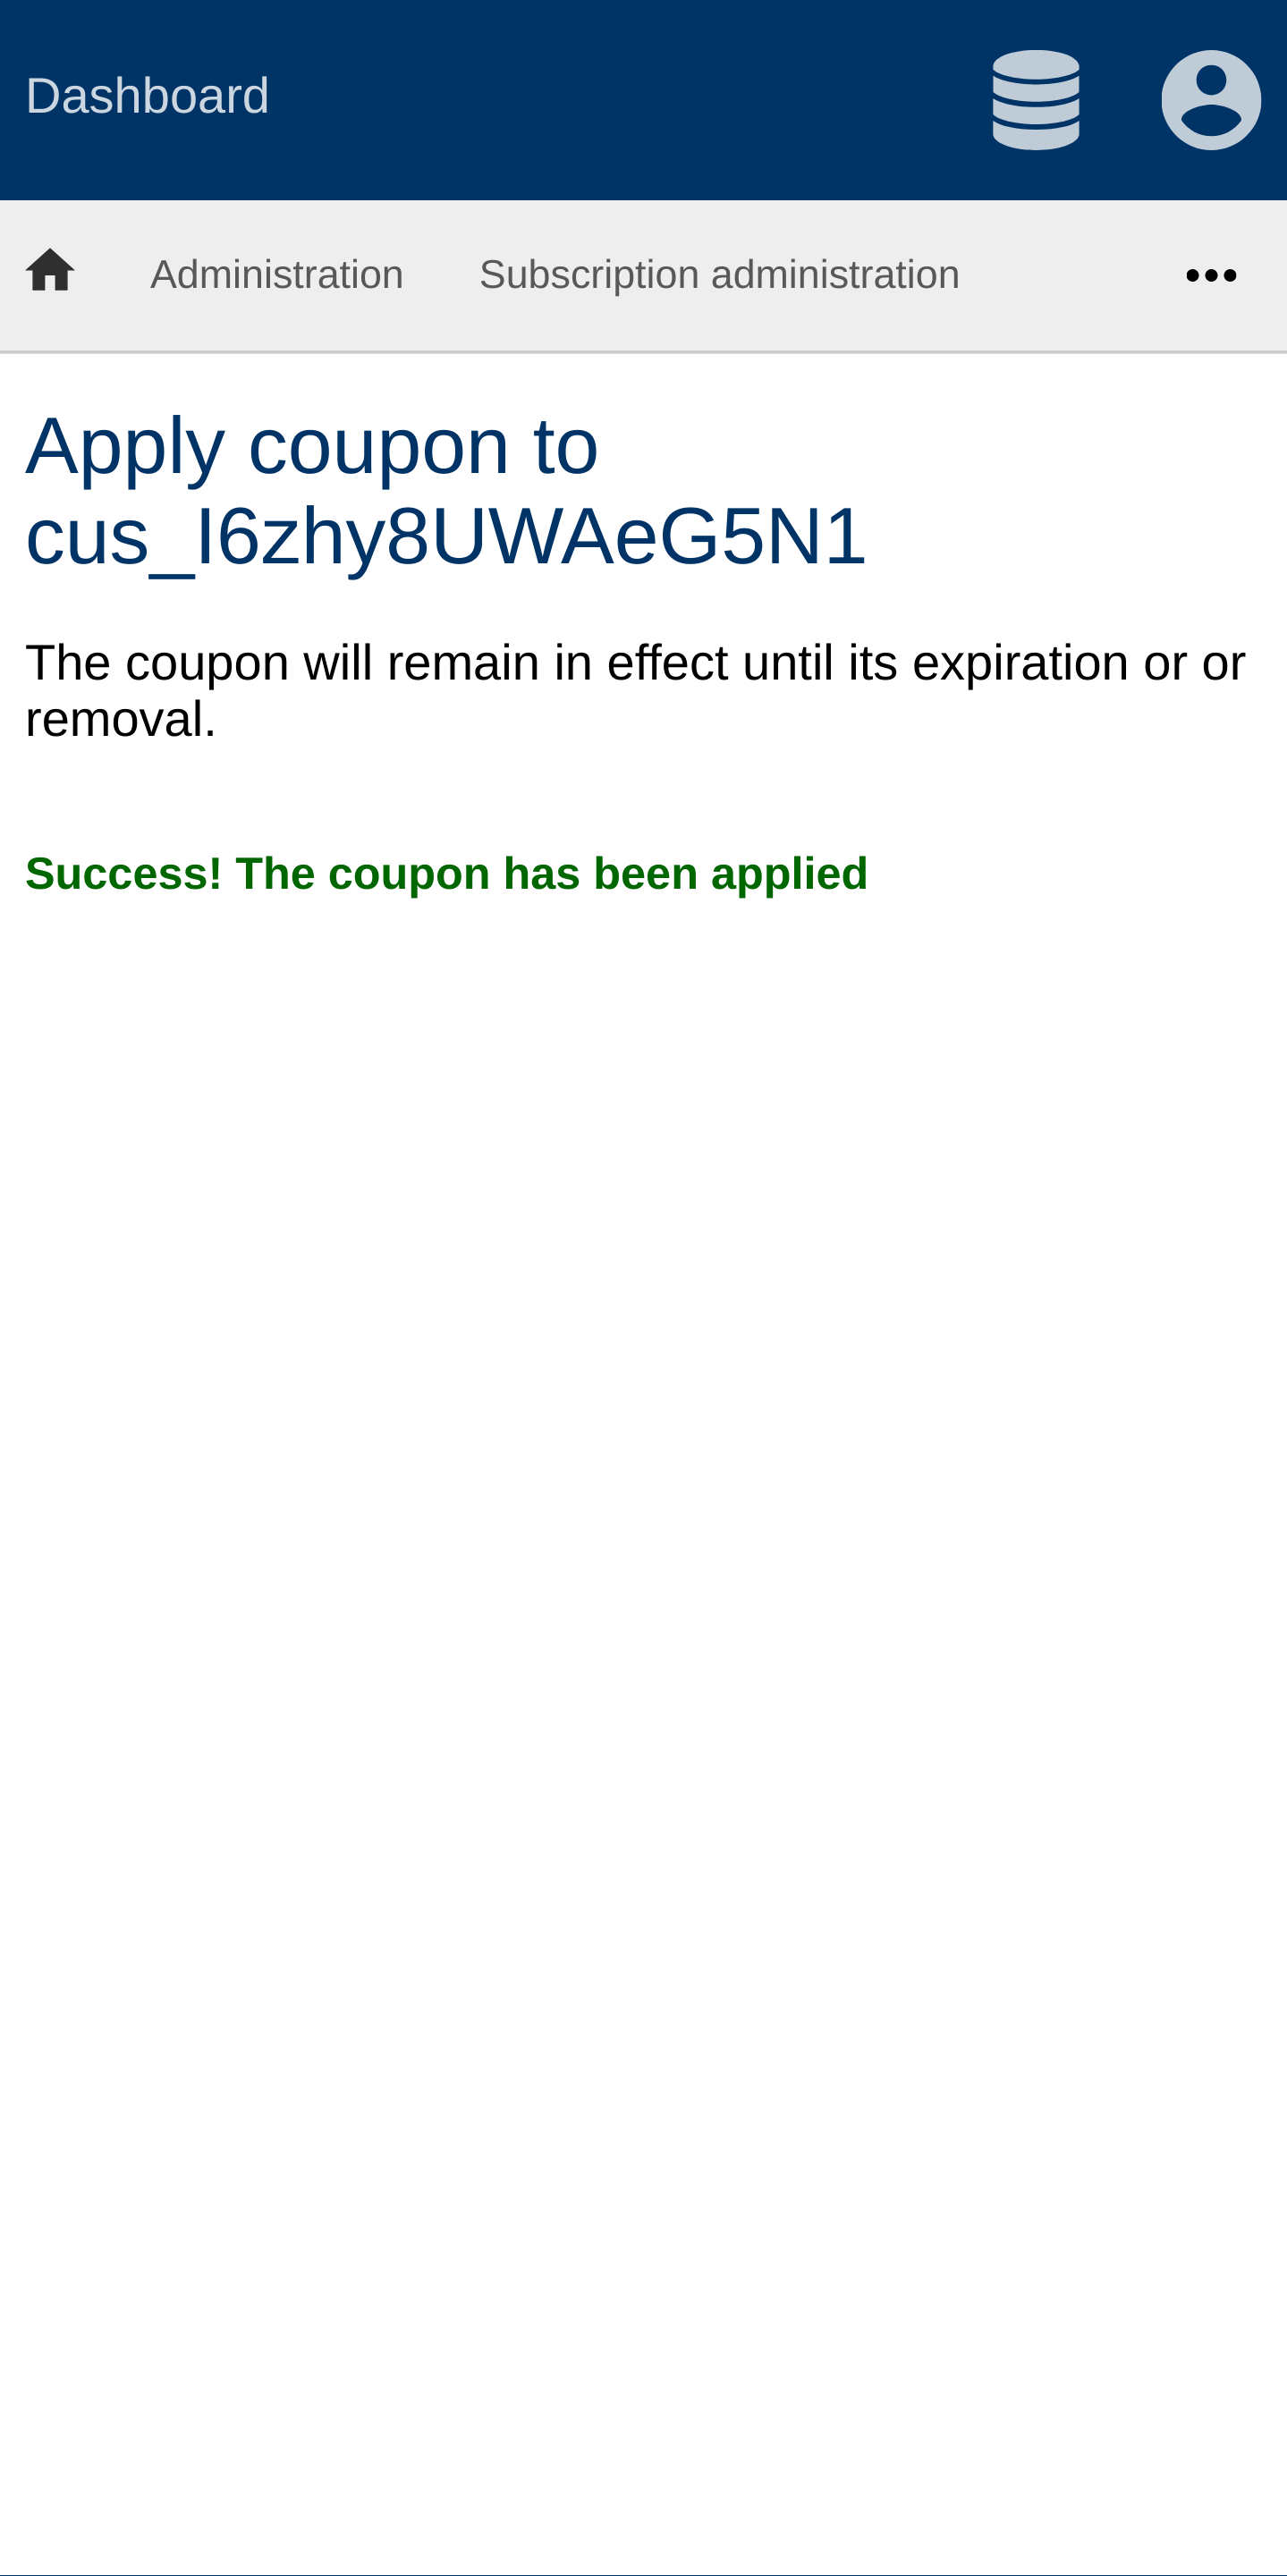 Dashboard
Administration Subscription administration
Apply coupon to
cus_I6zhy8UWAeG5N1
The coupon will remain in effect until its expiration or or
removal.
Success! The coupon has been applied